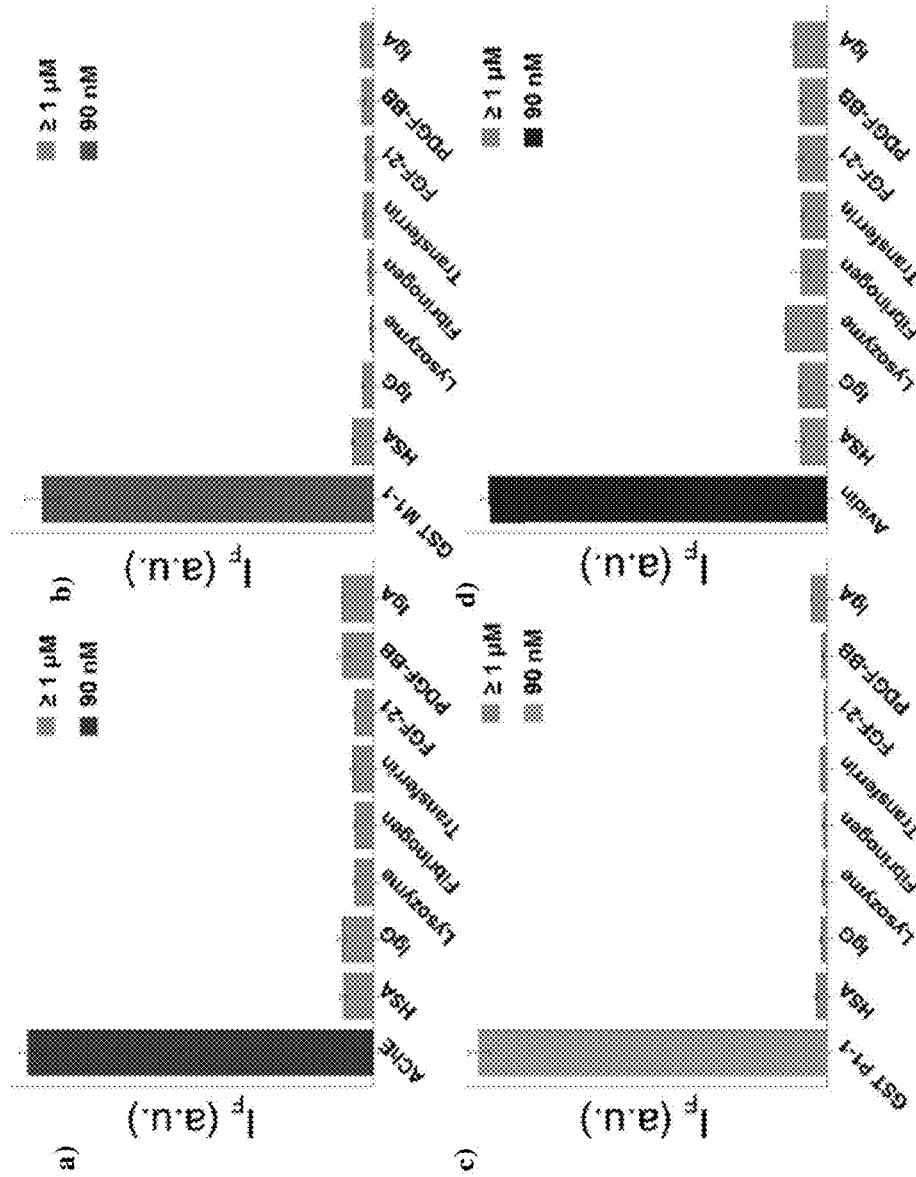 a)
I_F (a.u.)
≥ 1 µM
90 nM
AChE
HSA
IgG
Lysozyme
Fibrinogen
Transferrin
FGF-21
PDGF-BB
IgA
b)
I_F (a.u.)
≥ 1 µM
90 nM
GST M1-1
HSA
IgG
Lysozyme
Fibrinogen
Transferrin
FGF-21
PDGF-BB
IgA
c)
I_F (a.u.)
≥ 1 µM
90 nM
GST P1-1
HSA
IgG
Lysozyme
Fibrinogen
Transferrin
FGF-21
PDGF-BB
IgA
d)
I_F (a.u.)
≥ 1 µM
90 nM
Avidin
HSA
IgG
Lysozyme
Fibrinogen
Transferrin
FGF-21
PDGF-BB
IgA